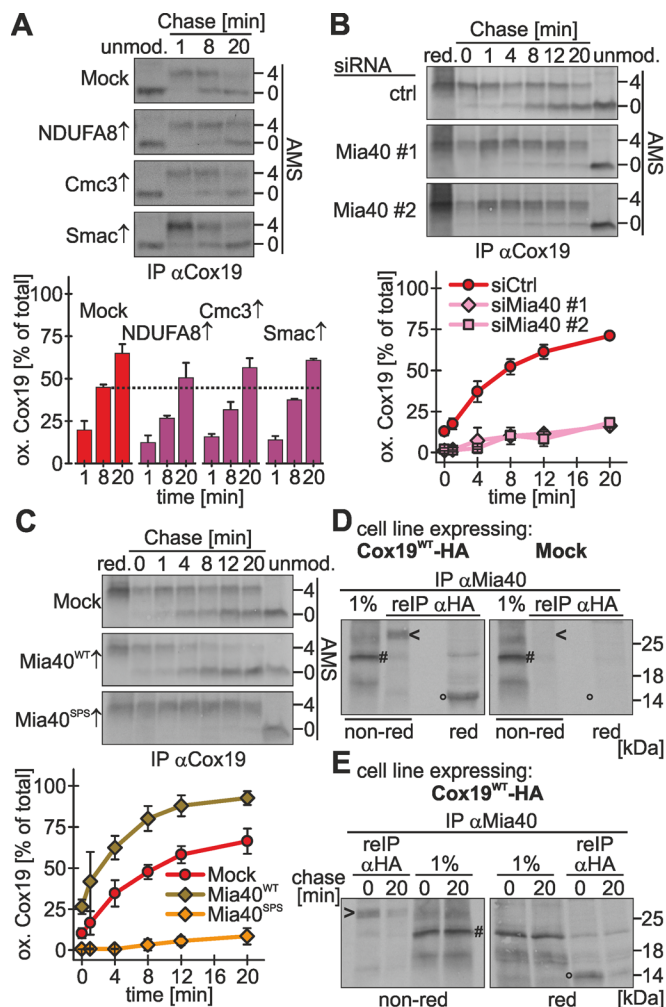 A
Chase [min]
unmod. 1 8 20
Mock
4
0
NDUFA8↑
4
0
Cmc3↑
4
0
Smac↑
4
0
AMS
IP αCox19
ox. Cox19 [% of total]
100
75
50
25
0
Mock
NDUFA8↑
Cmc3↑
Smac↑
1 8 20 1 8 20 1 8 20 1 8 20
time [min]
B
Chase [min]
red. 0 1 4 8 12 20 unmod.
siRNA
ctrl
4
0
Mia40 #1
4
0
Mia40 #2
4
0
AMS
IP αCox19
ox. Cox19 [% of total]
100
75
50
25
0
siCtrl
siMia40 #1
siMia40 #2
0 4 8 12 16 20
time [min]
C
Chase [min]
red. 0 1 4 8 12 20 unmod.
Mock
4
0
Mia40WT↑
4
0
Mia40SPS↑
4
0
AMS
IP αCox19
ox. Cox19 [% of total]
100
75
50
25
0
Mock
Mia40WT
Mia40SPS
0 4 8 12 16 20
time [min]
D cell line expressing:
Cox19WT-HA Mock
IP αMia40
1% reIP αHA 1% reIP αHA
<
#
°
<
#
°
25
18
14
non-red red non-red red
[kDa]
E cell line expressing:
Cox19WT-HA
IP αMia40
reIP αHA 1% 1% reIP αHA
chase [min] 0 20 0 20 0 20 0 20
>
#
°
25
18
14
non-red red [kDa]